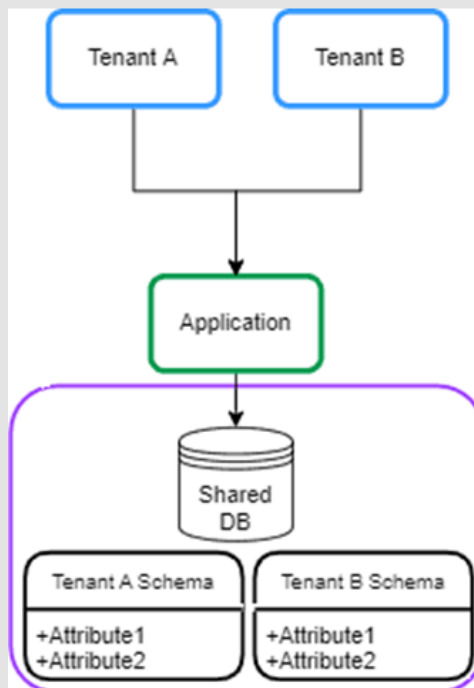 Tenant A
Tenant B
Application
Shared
DB
Tenant A Schema
+Attribute1
+Attribute2
Tenant B Schema
+Attribute1
+Attribute2